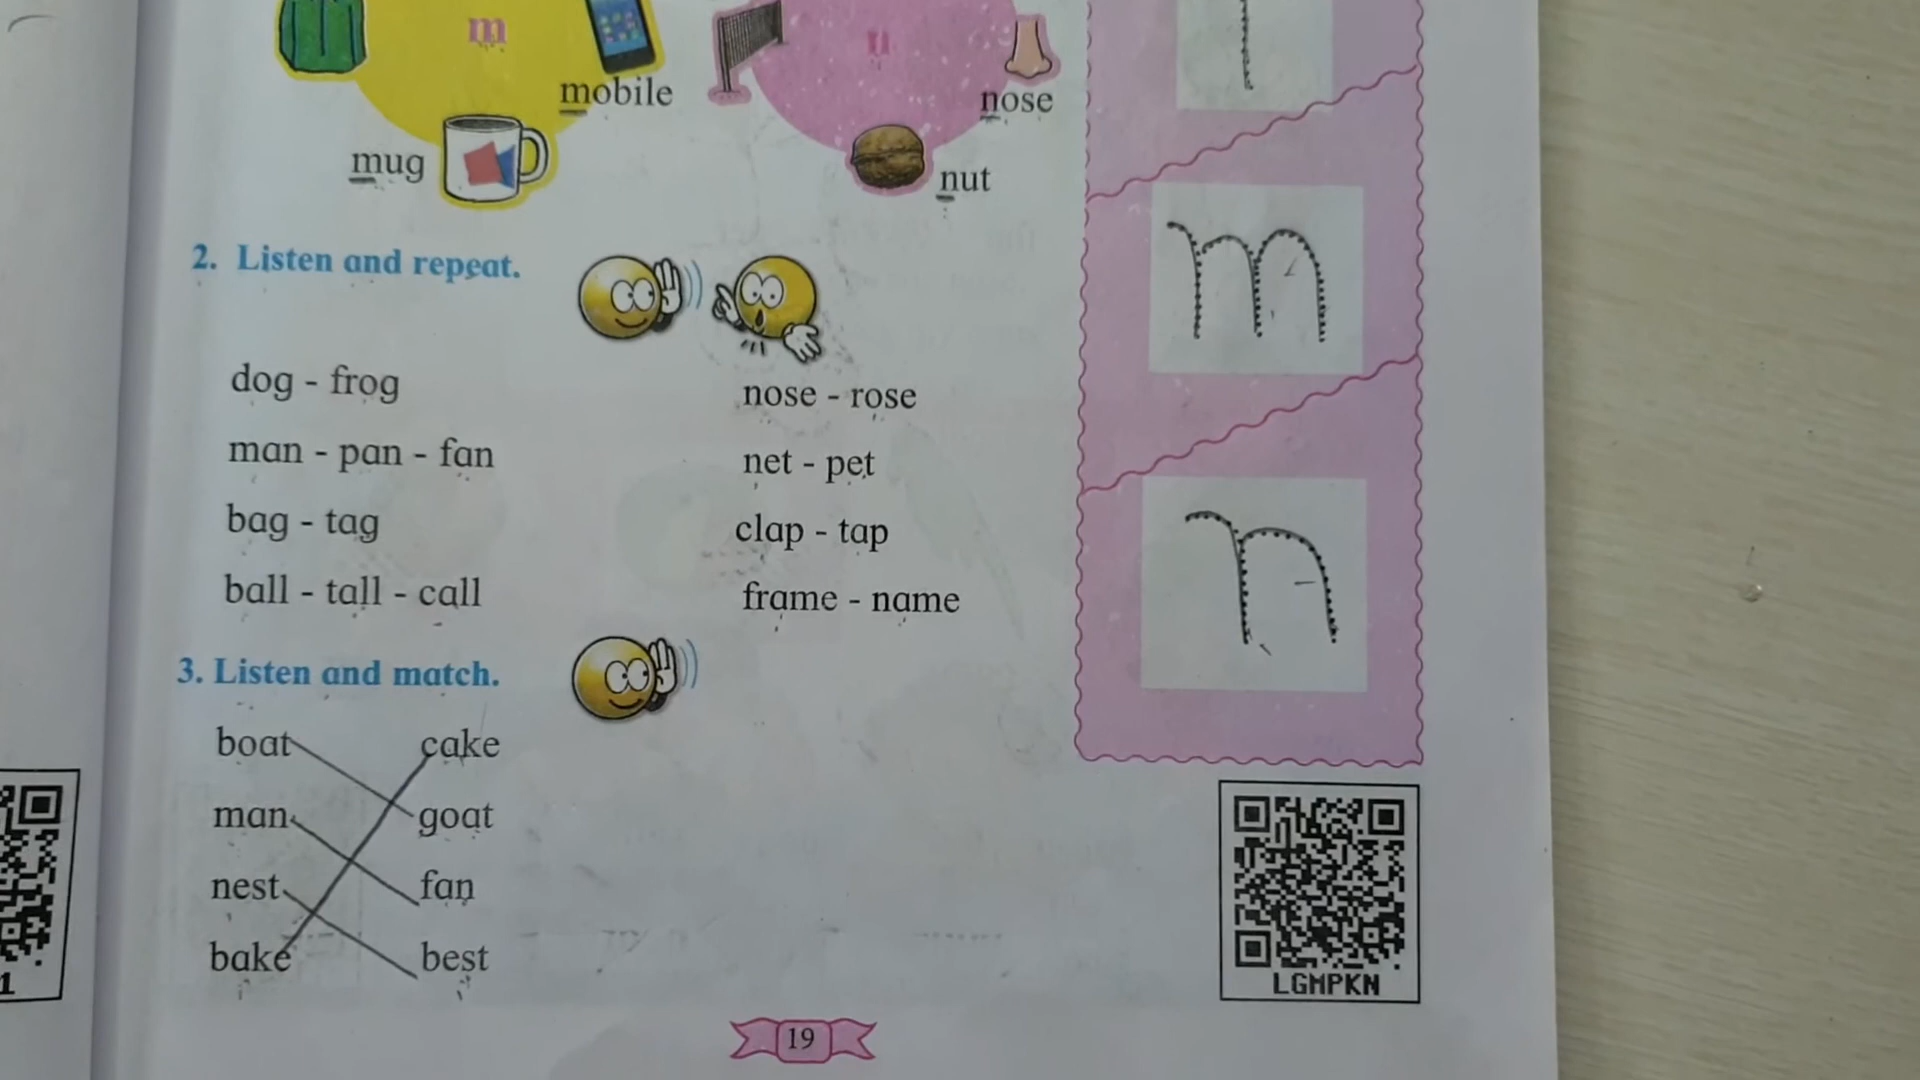 m
n
mobile
nose
mug
nut
2. Listen and repeat.
dog - frog
nose - rose
man - pan - fan
net - pet
bag - tag
clap - tap
ball - tall - call
frame - name
3. Listen and match.
boat
cake
man
goat
nest
fan
bake
best
m
n
LGMPKN
1
19